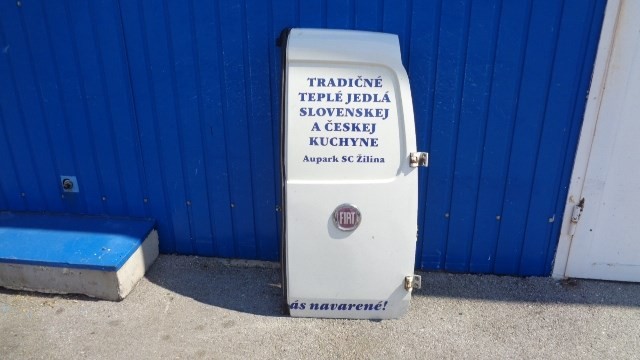 TRADIČNÉ
TEPLÉ JEDLÁ
SLOVENSKEJ
A ČESKEJ
KUCHYNE
Aupark SC Žilina
FIAT
ás navarené!